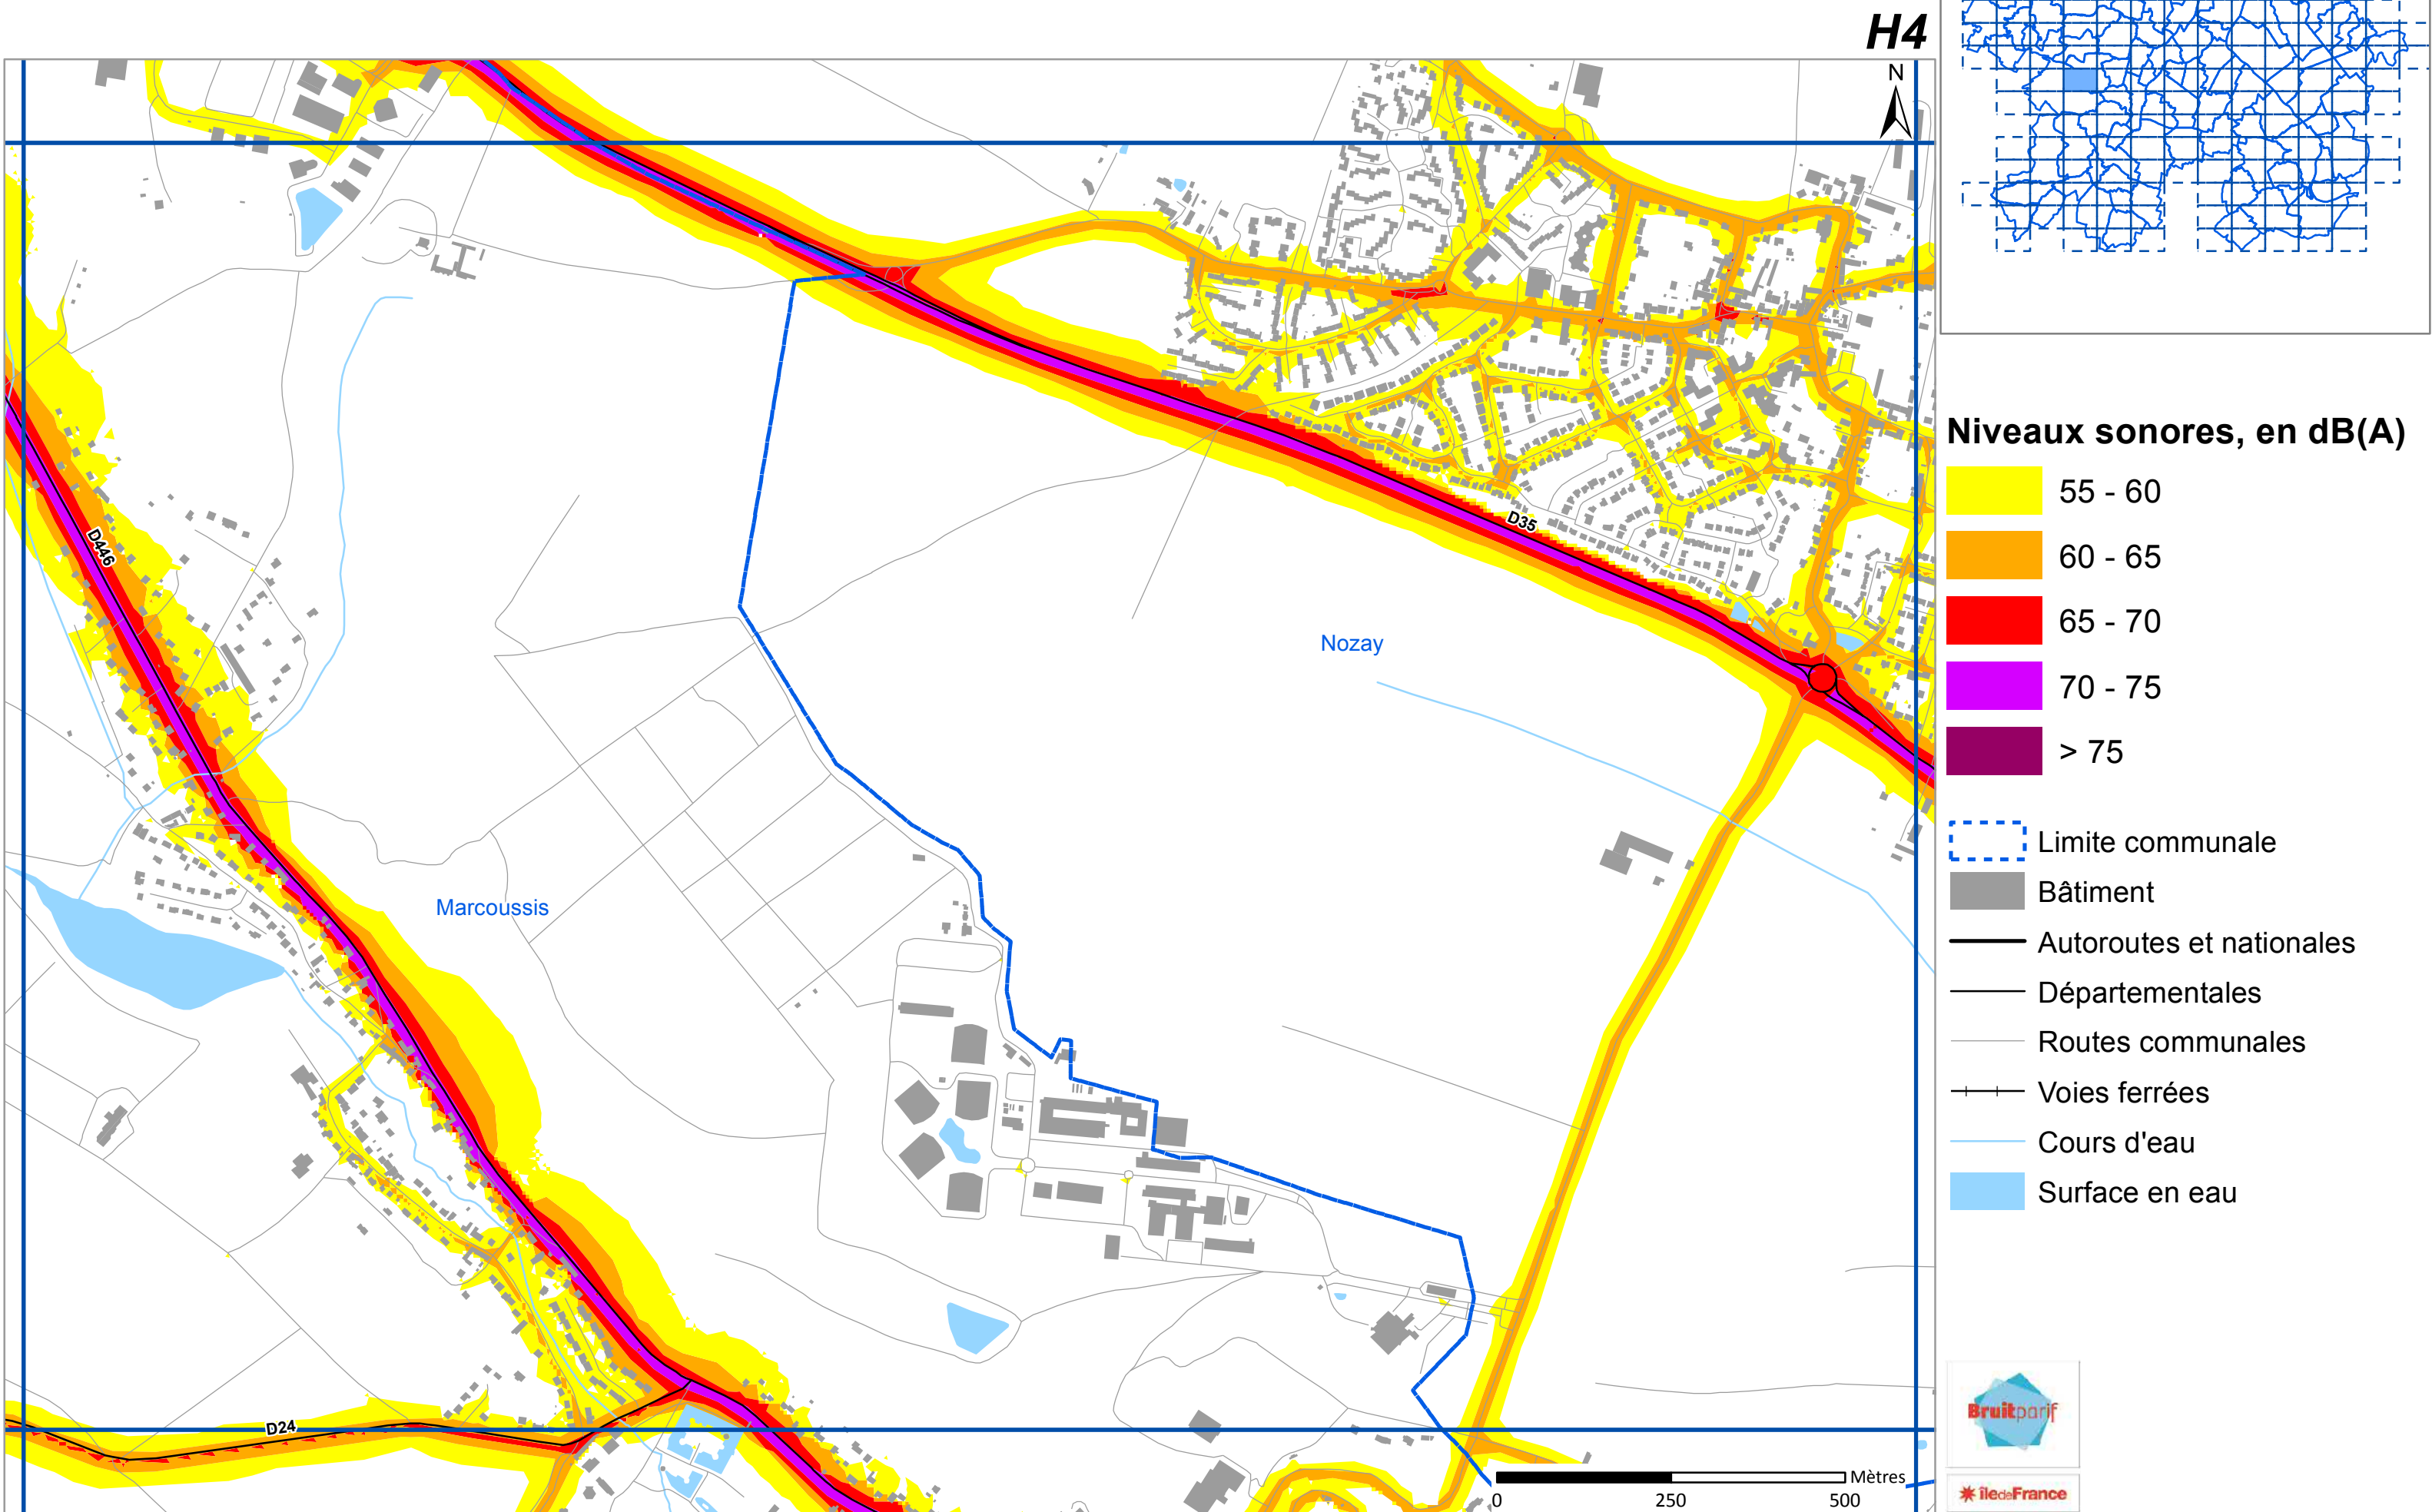 H4
N
D446
D35
Nozay
Marcoussis
D24
Mètres
0 250 500
Niveaux sonores, en dB(A)
55 - 60
60 - 65
65 - 70
70 - 75
> 75
Limite communale
Bâtiment
Autoroutes et nationales
Départementales
Routes communales
Voies ferrées
Cours d'eau
Surface en eau
Bruitparif
îledeFrance